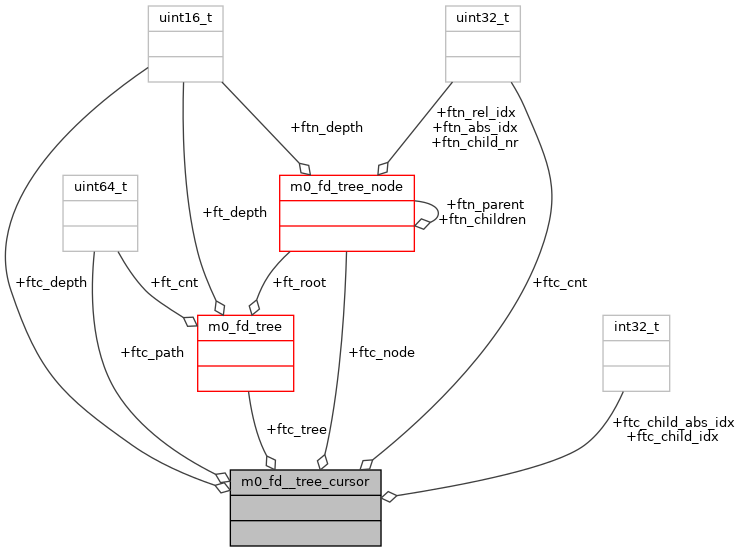 uint16_t
uint32_t
+ftn_rel_idx
+ftn_abs_idx
+ftn_child_nr
+ftn_depth
uint64_t
m0_fd_tree_node
+ftn_parent
+ftn_children
+ft_depth
+ftc_depth
+ft_cnt
+ft_root
+ftc_cnt
m0_fd_tree
int32_t
+ftc_path
+ftc_node
+ftc_tree
+ftc_child_abs_idx
+ftc_child_idx
m0_fd__tree_cursor